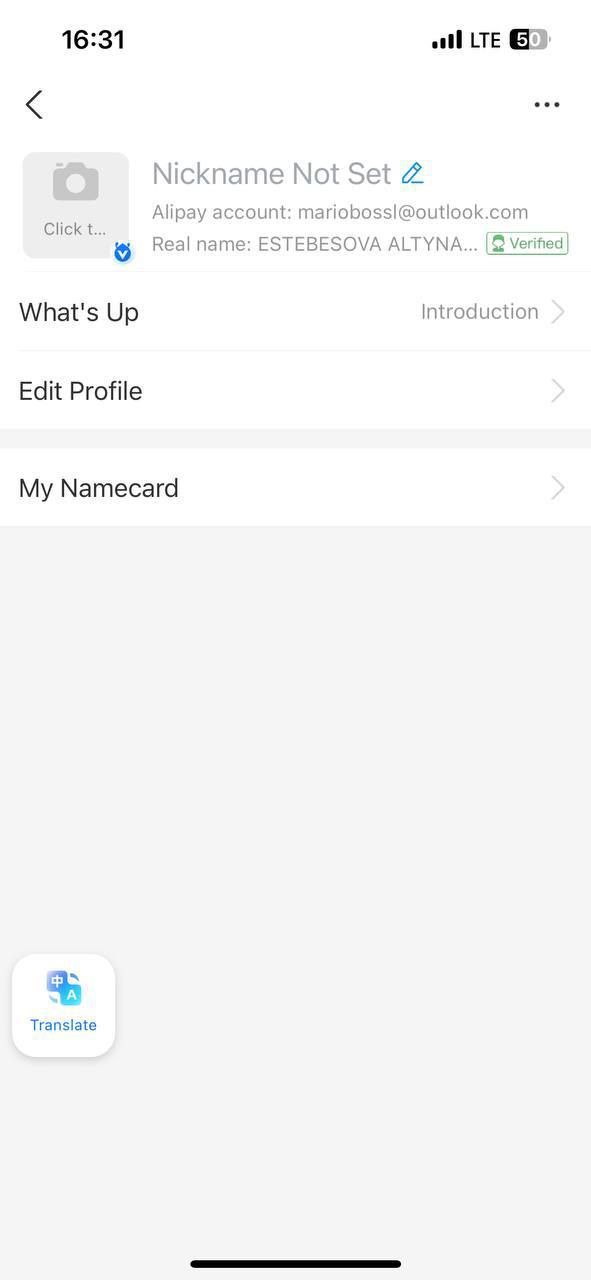 16:31
LTE 50
Nickname Not Set
Click t...
Alipay account: mariobossl@outlook.com
Real name: ESTEBESOVA ALTYNA... Verified
What's Up Introduction
Edit Profile
My Namecard
中 A
Translate